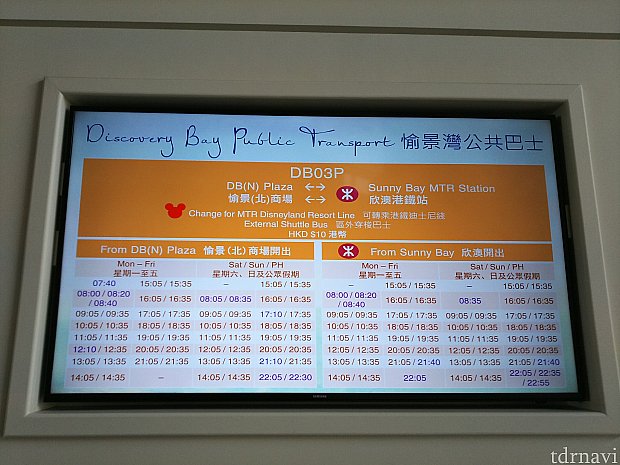 Discovery Bay Public Transport 愉景灣公共巴士
DB03P
DB(N) Plaza ←→ Sunny Bay MTR Station
愉景(北)商場 ←→ 欣澳港鐵站
Change for MTR Disneyland Resort Line 可轉乘港鐵迪士尼綫
External Shuttle Bus 區外穿梭巴士
HKD $10 港幣
From DB(N) Plaza 愉景(北)商場開出
Mon – Fri Sat / Sun / PH
星期一至五 星期六、日及公眾假期
07:40 15:05 / 15:35 – 15:05 / 15:35
08:00 / 08:20
/ 08:40 16:05 / 16:35 08:05 / 08:35 16:05 / 16:35
09:05 / 09:35 17:05 / 17:35 09:05 / 09:35 17:10 / 17:35
10:05 / 10:35 18:05 / 18:35 10:05 / 10:35 18:05 / 18:35
11:05 / 11:35 19:05 / 19:35 11:05 / 11:35 19:05 / 19:35
12:10 / 12:35 20:05 / 20:35 12:05 / 12:35 20:05 / 20:35
13:05 / 13:35 21:05 / 21:35 13:05 / 13:35 21:10 / 21:35
14:05 / 14:35 – 14:05 / 14:35 22:05 / 22:30
From Sunny Bay 欣澳開出
Mon – Fri Sat / Sun / PH
星期一至五 星期六、日及公眾假期
– 15:05 / 15:35 – 15:05 / 15:35
08:00 / 08:20
/ 08:40 16:05 / 16:35 08:35 16:05 / 16:35
09:05 / 09:35 17:05 / 17:35 09:05 / 09:35 17:05 / 17:35
10:05 / 10:35 18:05 / 18:35 10:05 / 10:35 18:05 / 18:35
11:05 / 11:35 19:05 / 19:35 11:05 / 11:35 19:05 / 19:35
12:05 / 12:35 20:05 / 20:35 12:05 / 12:35 20:05 / 20:35
13:05 / 13:35 21:05 / 21:40 13:05 / 13:35 21:05 / 21:40
14:05 / 14:35 22:05 14:05 / 14:35 22:05 / 22:35
/ 22:55
SAMSUNG
tdrnavi